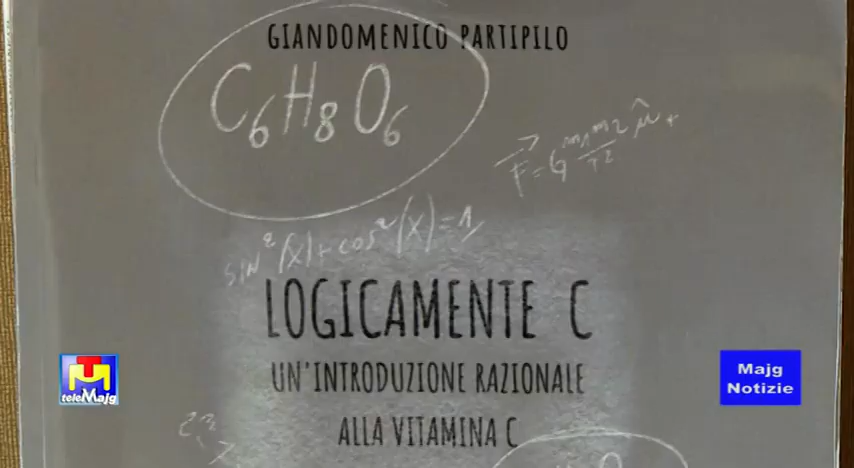 GIANDOMENICO PARTIPILO
C6H8O6
F=G m1m2/r2 û
sin²(x)+cos²(x)=1
LOGICAMENTE C
UN'INTRODUZIONE RAZIONALE
ALLA VITAMINA C
teleMajg
Majg
Notizie